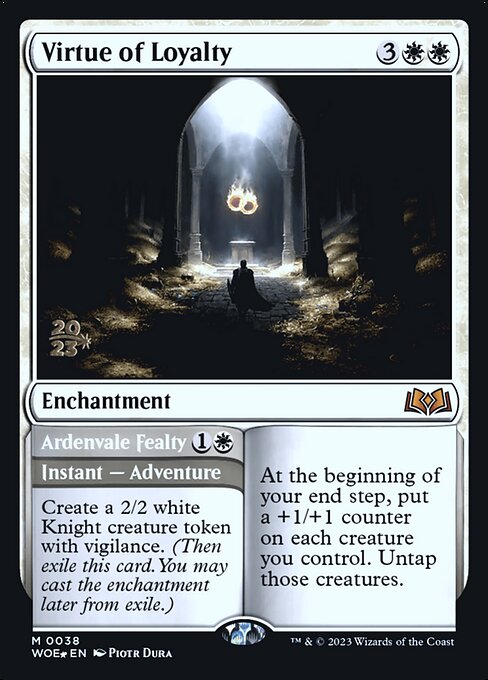 Virtue of Loyalty 3
20
23
Enchantment
Ardenvale Fealty 1
Instant — Adventure
Create a 2/2 white
Knight creature token
with vigilance. (Then
exile this card. You may
cast the enchantment
later from exile.)
At the beginning of
your end step, put
a +1/+1 counter
on each creature
you control. Untap
those creatures.
M 0038
WOE★EN Piotr Dura
™ & © 2023 Wizards of the Coast